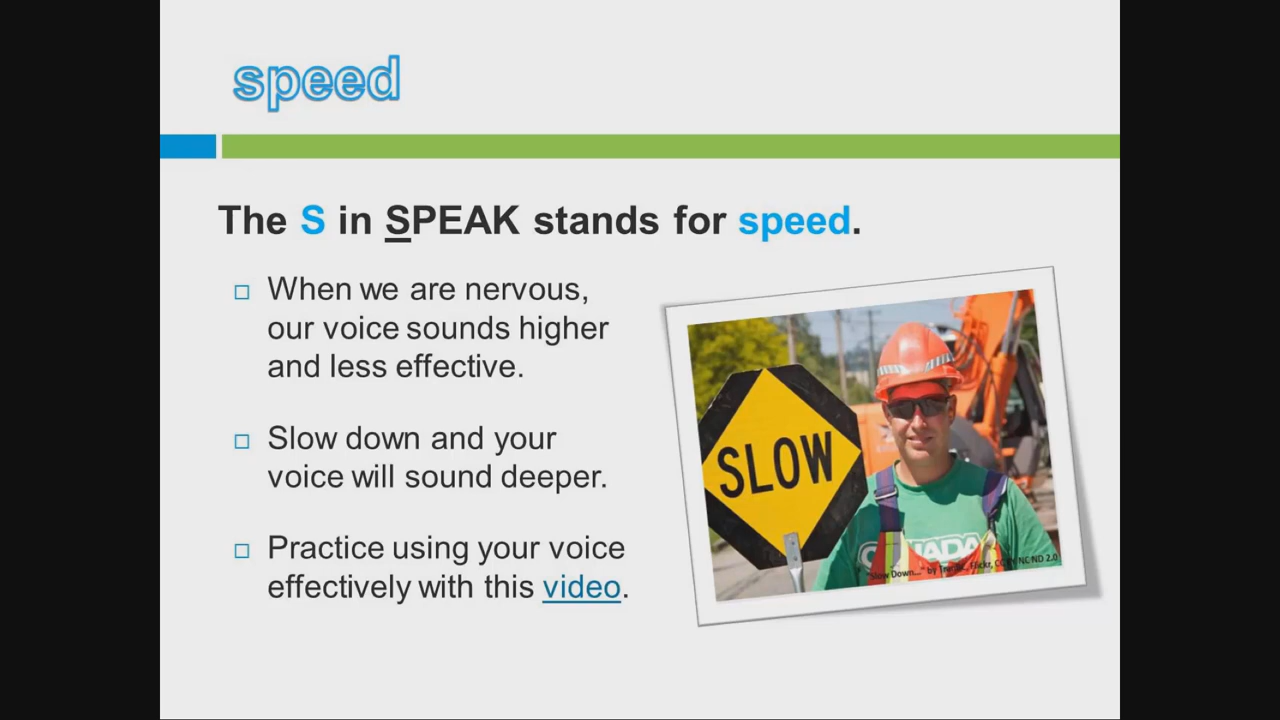 speed
The S in SPEAK stands for speed.
When we are nervous,
our voice sounds higher
and less effective.
Slow down and your
voice will sound deeper.
Practice using your voice
effectively with this video.
SLOW
"Slow Down..." by Flickr, CC BY NC ND 2.0